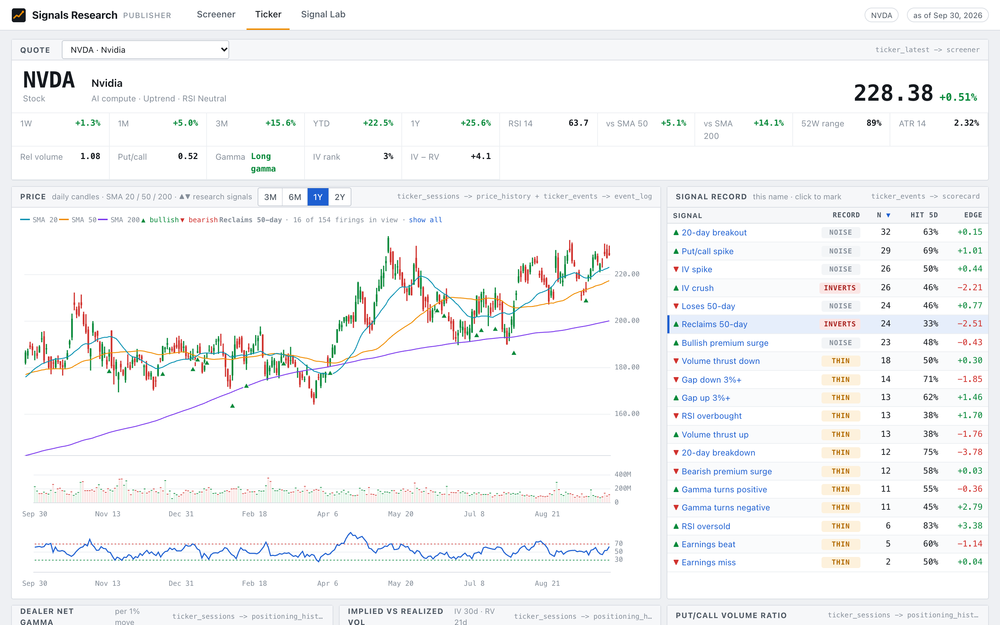 Signals Research PUBLISHER Screener Ticker Signal Lab NVDA as of Sep 30, 2026
QUOTE NVDA · Nvidia ticker_latest -> screener
NVDA Nvidia 228.38 +0.51%
Stock AI compute · Uptrend · RSI Neutral
1W +1.3% 1M +5.0% 3M +15.6% YTD +22.5% 1Y +25.6% RSI 14 63.7 vs SMA 50 +5.1% vs SMA 200 +14.1% 52W range 89% ATR 14 2.32%
Rel volume 1.08 Put/call 0.52 Gamma Long gamma IV rank 3% IV – RV +4.1
PRICE daily candles · SMA 20 / 50 / 200 · ▲▼ research signals 3M 6M 1Y 2Y ticker_sessions -> price_history + ticker_events -> event_log
SMA 20 SMA 50 SMA 200 ▲ bullish ▼ bearish Reclaims 50-day · 16 of 154 firings in view · show all
220.00
200.00
180.00
160.00
400M
200M
0
Sep 30 Nov 13 Dec 31 Feb 18 Apr 6 May 20 Jul 8 Aug 21
70
50
30
Sep 30 Nov 13 Dec 31 Feb 18 Apr 6 May 20 Jul 8 Aug 21
SIGNAL RECORD this name · click to mark ticker_events -> scorecard
SIGNAL RECORD N ▼ HIT 5D EDGE
▲ 20-day breakout NOISE 32 63% +0.15
▲ Put/call spike NOISE 29 69% +1.01
▼ IV spike NOISE 26 50% +0.44
▲ IV crush INVERTS 26 46% −2.21
▼ Loses 50-day NOISE 24 46% +0.77
▲ Reclaims 50-day INVERTS 24 33% −2.51
▲ Bullish premium surge NOISE 23 48% −0.43
▼ Volume thrust down THIN 18 50% +0.30
▼ Gap down 3%+ THIN 14 71% −1.85
▲ Gap up 3%+ THIN 13 62% +1.46
▼ RSI overbought THIN 13 38% +1.70
▲ Volume thrust up THIN 13 38% −1.76
▼ 20-day breakdown THIN 12 75% −3.78
▼ Bearish premium surge THIN 12 58% +0.03
▲ Gamma turns positive THIN 11 55% −0.36
▼ Gamma turns negative THIN 11 45% +2.79
▲ RSI oversold THIN 6 83% +3.38
▲ Earnings beat THIN 5 60% −1.14
▼ Earnings miss THIN 2 50% +0.04
DEALER NET GAMMA per 1% move ticker_sessions -> positioning_hist…
IMPLIED VS REALIZED VOL IV 30d · RV 21d ticker_sessions -> positioning_h…
PUT/CALL VOLUME RATIO ticker_sessions -> positioning_hist…